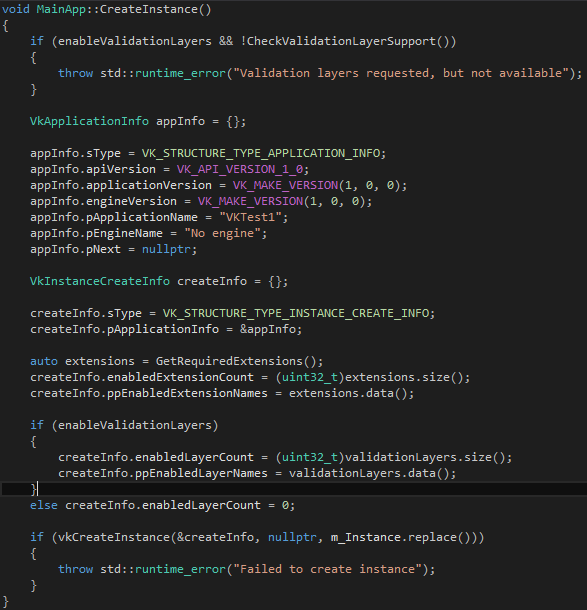 void MainApp::CreateInstance()
{
    if (enableValidationLayers && !CheckValidationLayerSupport())
    {
        throw std::runtime_error("Validation layers requested, but not available");
    }
    VkApplicationInfo appInfo = {};
    appInfo.sType = VK_STRUCTURE_TYPE_APPLICATION_INFO;
    appInfo.apiVersion = VK_API_VERSION_1_0;
    appInfo.applicationVersion = VK_MAKE_VERSION(1, 0, 0);
    appInfo.engineVersion = VK_MAKE_VERSION(1, 0, 0);
    appInfo.pApplicationName = "VKTest1";
    appInfo.pEngineName = "No engine";
    appInfo.pNext = nullptr;
    VkInstanceCreateInfo createInfo = {};
    createInfo.sType = VK_STRUCTURE_TYPE_INSTANCE_CREATE_INFO;
    createInfo.pApplicationInfo = &appInfo;
    auto extensions = GetRequiredExtensions();
    createInfo.enabledExtensionCount = (uint32_t)extensions.size();
    createInfo.ppEnabledExtensionNames = extensions.data();
    if (enableValidationLayers)
    {
        createInfo.enabledLayerCount = (uint32_t)validationLayers.size();
        createInfo.ppEnabledLayerNames = validationLayers.data();
    }
    else createInfo.enabledLayerCount = 0;
    if (vkCreateInstance(&createInfo, nullptr, m_Instance.replace()))
    {
        throw std::runtime_error("Failed to create instance");
    }
}